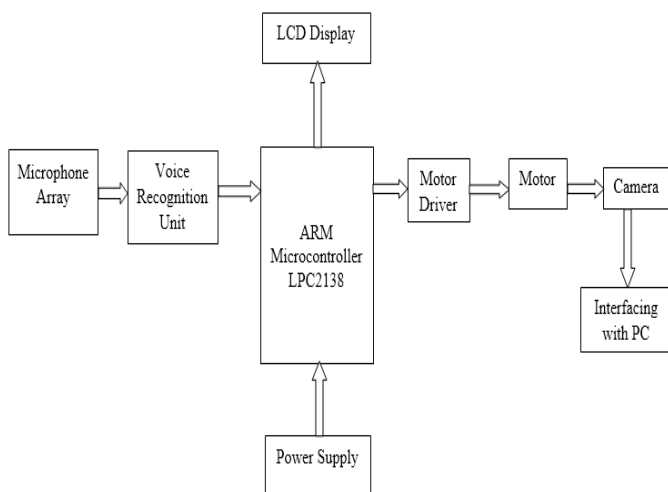 LCD Display
Microphone
Array
Voice
Recognition
Unit
ARM
Microcontroller
LPC2138
Motor
Driver
Motor
Camera
Interfacing
with PC
Power Supply